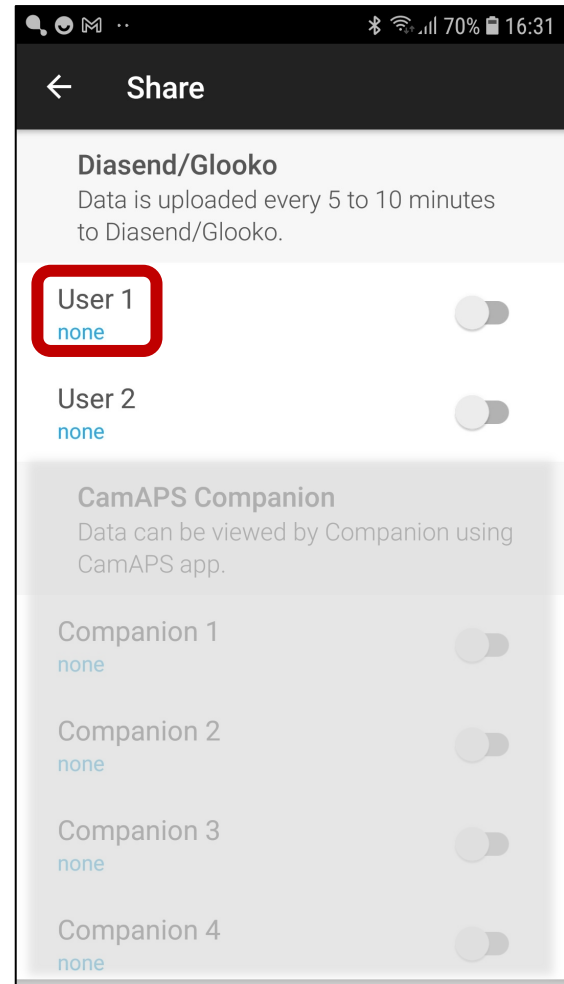 70% 16:31
Share
Diasend/Glooko
Data is uploaded every 5 to 10 minutes
to Diasend/Glooko.
User 1
none
User 2
none
CamAPS Companion
Data can be viewed by Companion using
CamAPS app.
Companion 1
none
Companion 2
none
Companion 3
none
Companion 4
none